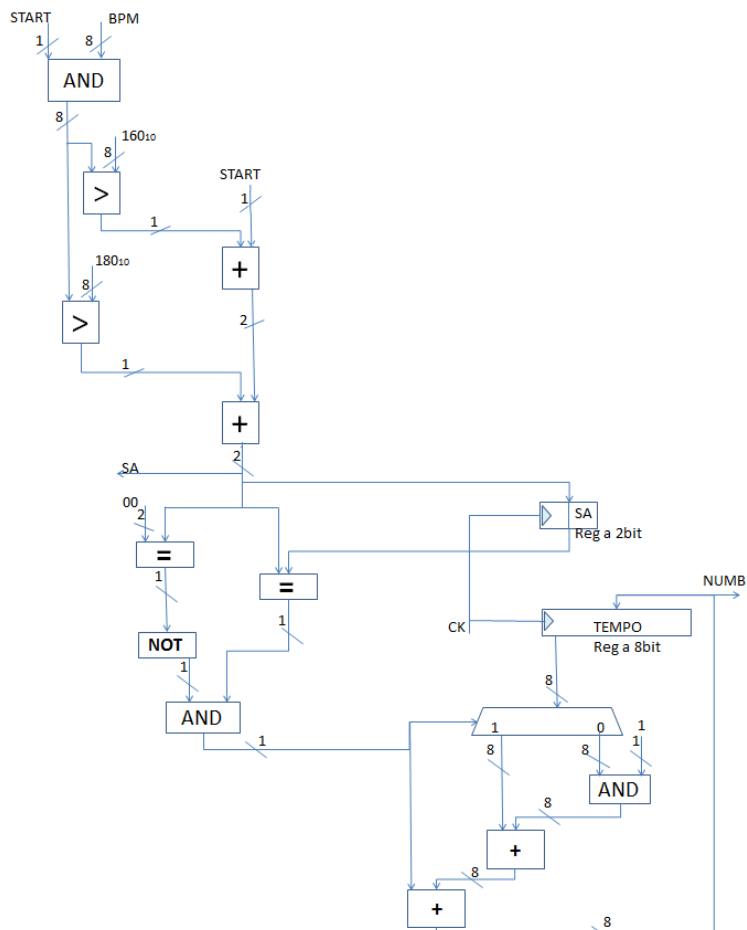 START BPM
1 8
AND
8
160₁₀
8
>
START
1
1
+
180₁₀
8
>
2
1
+
2
SA
00
2
SA
Reg a 2bit
=
1
=
NUMB
1
CK
TEMPO
Reg a 8bit
NOT
1
8
AND
1
1 0 1
8 8 1
AND
8
+
8
+
8